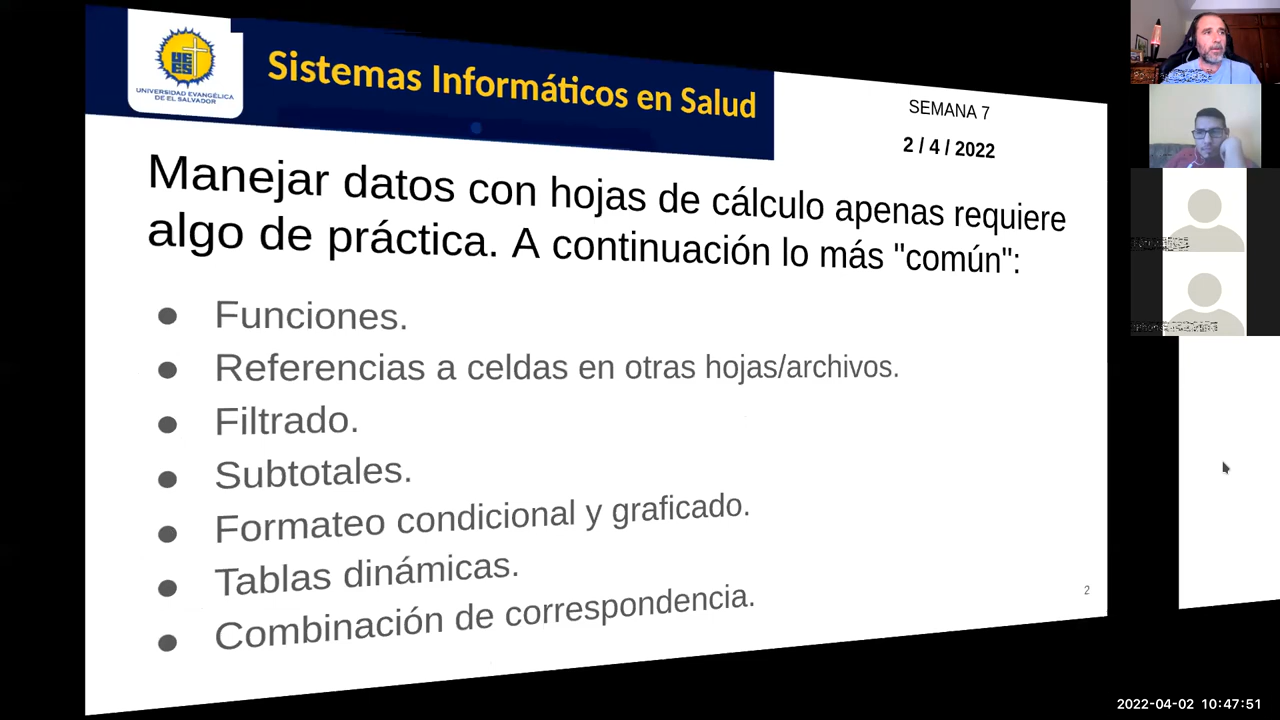 UNIVERSIDAD EVANGÉLICA
DE EL SALVADOR
Sistemas Informáticos en Salud
SEMANA 7
2 / 4 / 2022
Manejar datos con hojas de cálculo apenas requiere
algo de práctica. A continuación lo más "común":
● Funciones.
● Referencias a celdas en otras hojas/archivos.
● Filtrado.
● Subtotales.
● Formateo condicional y graficado.
● Tablas dinámicas.
● Combinación de correspondencia.
2
2022-04-02 10:47:51